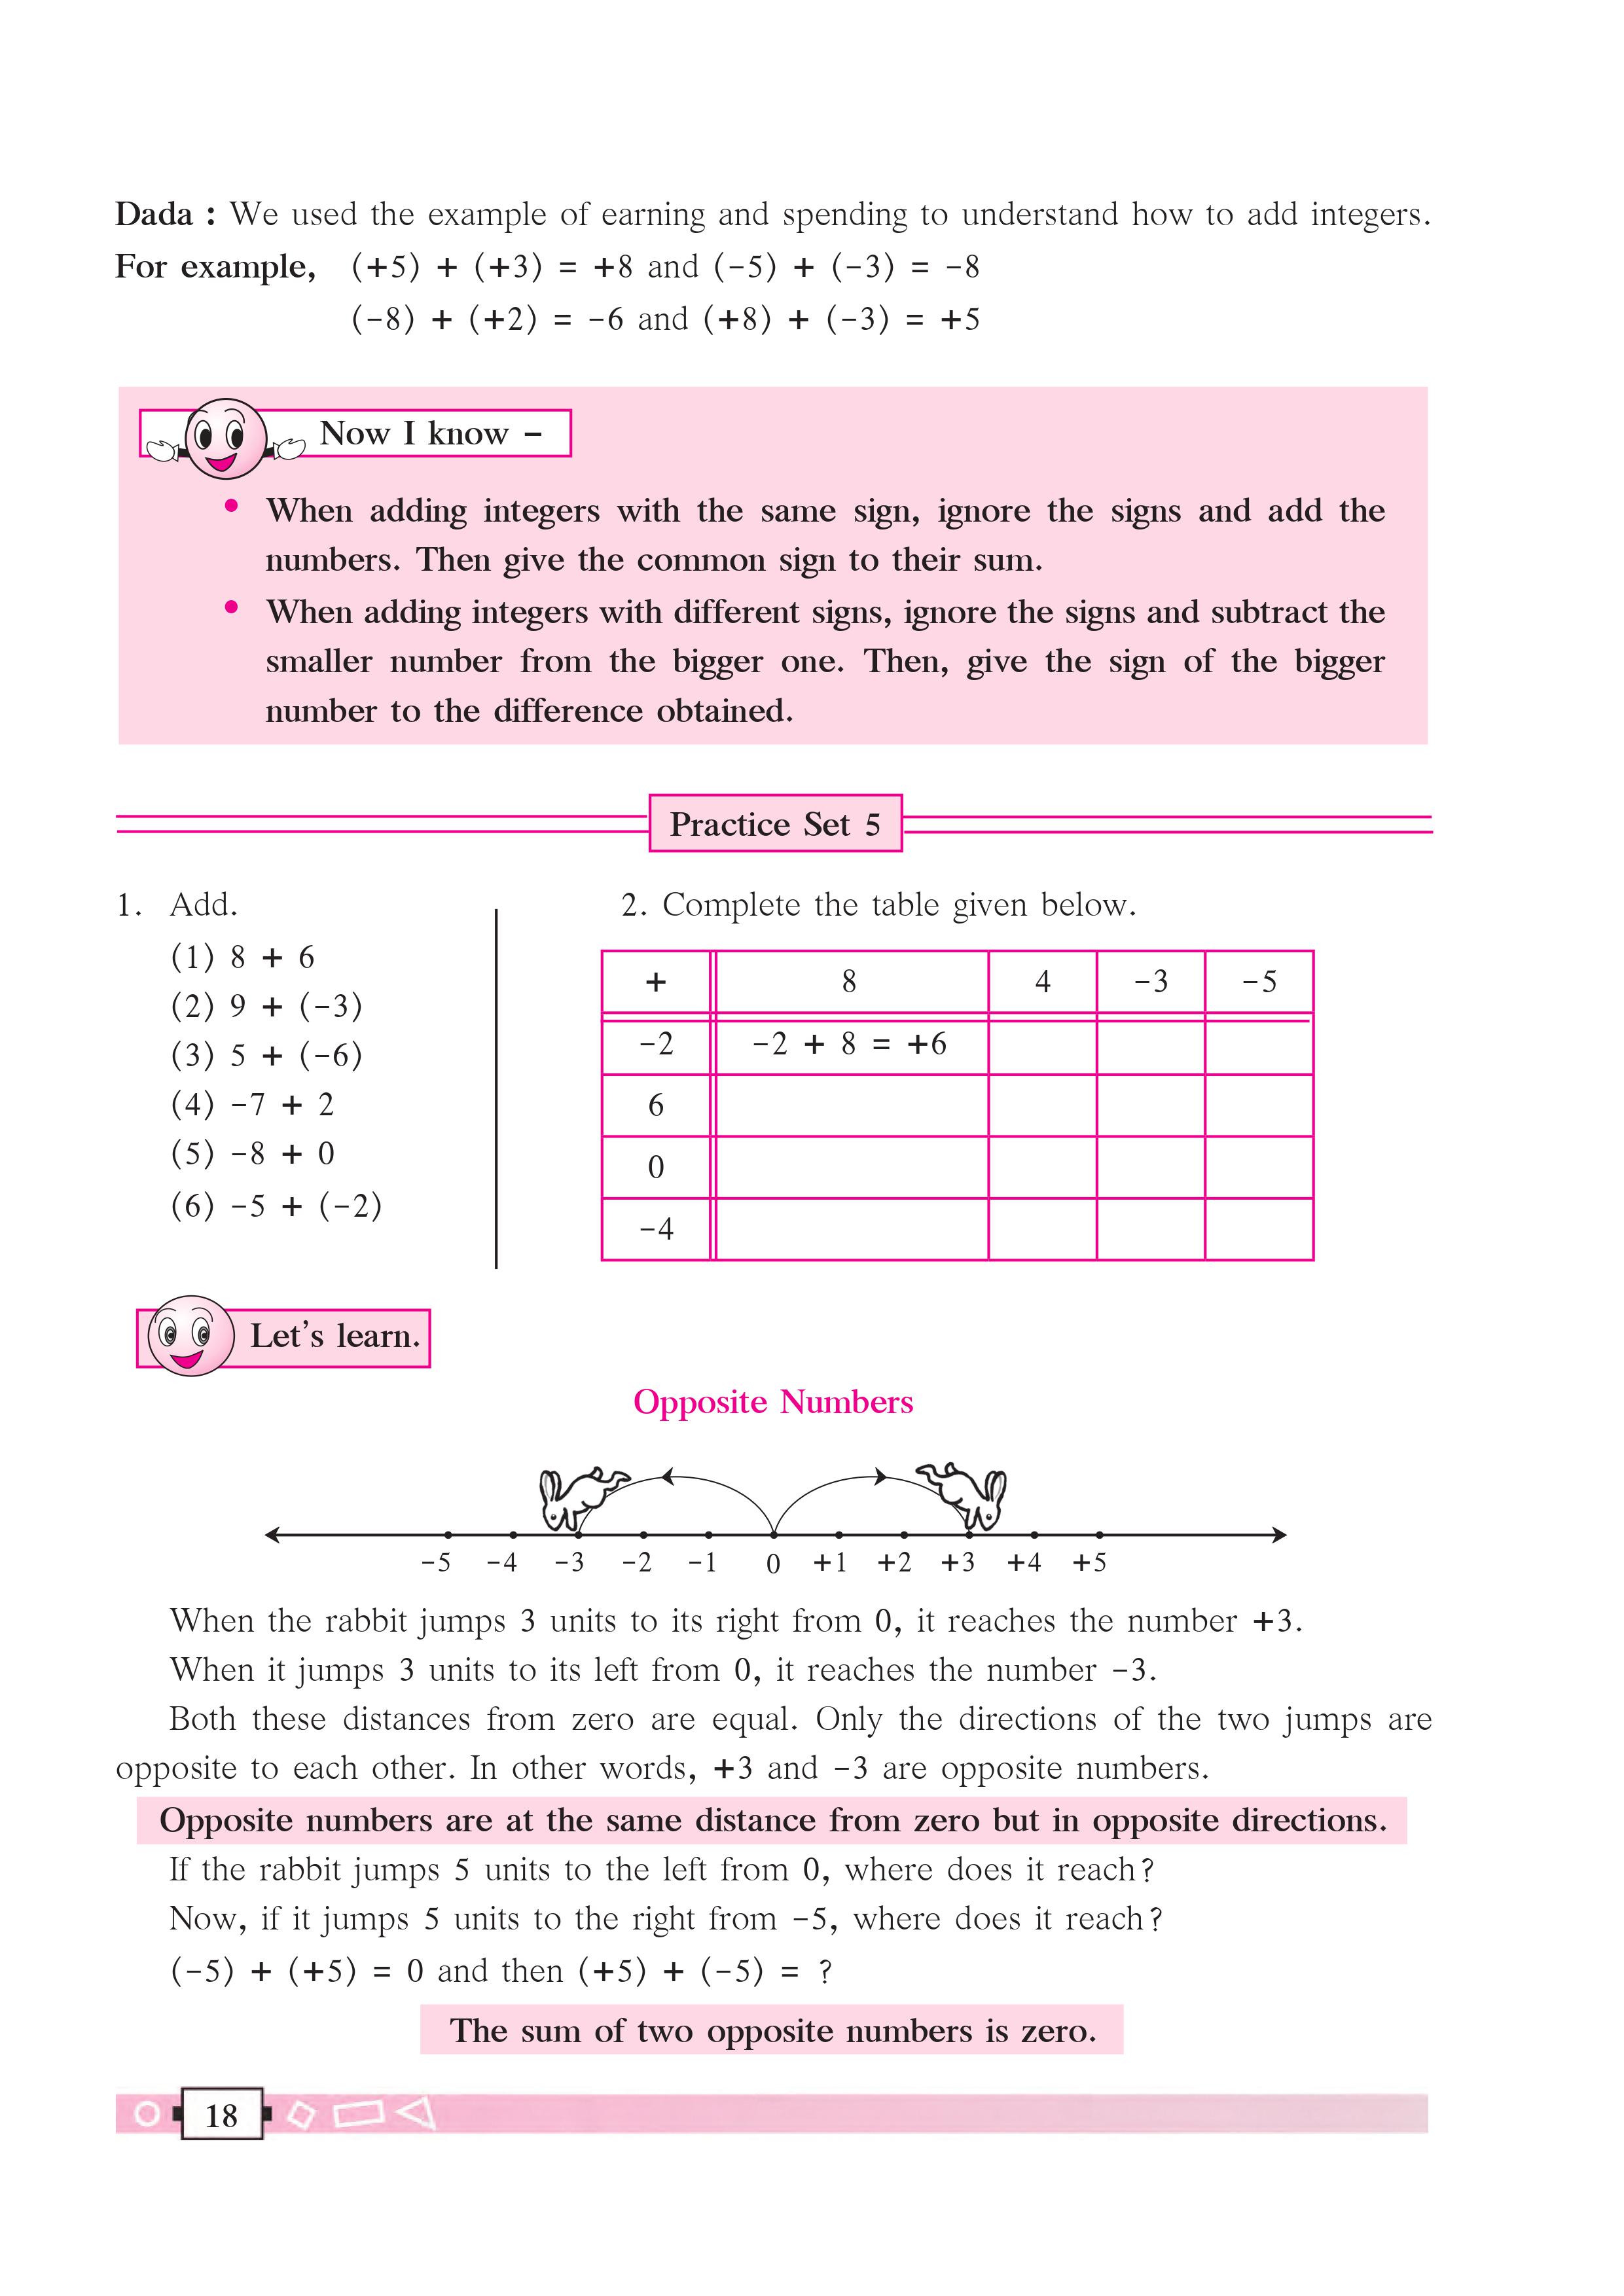 Dada : We used the example of earning and spending to understand how to add integers.
For example, (+5) + (+3) = +8 and (-5) + (-3) = -8
(-8) + (+2) = -6 and (+8) + (-3) = +5
Now I know –
• When adding integers with the same sign, ignore the signs and add the
numbers. Then give the common sign to their sum.
• When adding integers with different signs, ignore the signs and subtract the
smaller number from the bigger one. Then, give the sign of the bigger
number to the difference obtained.
Practice Set 5
1. Add.
(1) 8 + 6
(2) 9 + (-3)
(3) 5 + (-6)
(4) -7 + 2
(5) -8 + 0
(6) -5 + (-2)
2. Complete the table given below.
+ 8 4 -3 -5
-2 -2 + 8 = +6
6
0
-4
Let's learn.
Opposite Numbers
-5 -4 -3 -2 -1 0 +1 +2 +3 +4 +5
When the rabbit jumps 3 units to its right from 0, it reaches the number +3.
When it jumps 3 units to its left from 0, it reaches the number -3.
Both these distances from zero are equal. Only the directions of the two jumps are
opposite to each other. In other words, +3 and -3 are opposite numbers.
Opposite numbers are at the same distance from zero but in opposite directions.
If the rabbit jumps 5 units to the left from 0, where does it reach?
Now, if it jumps 5 units to the right from -5, where does it reach?
(-5) + (+5) = 0 and then (+5) + (-5) = ?
The sum of two opposite numbers is zero.
18